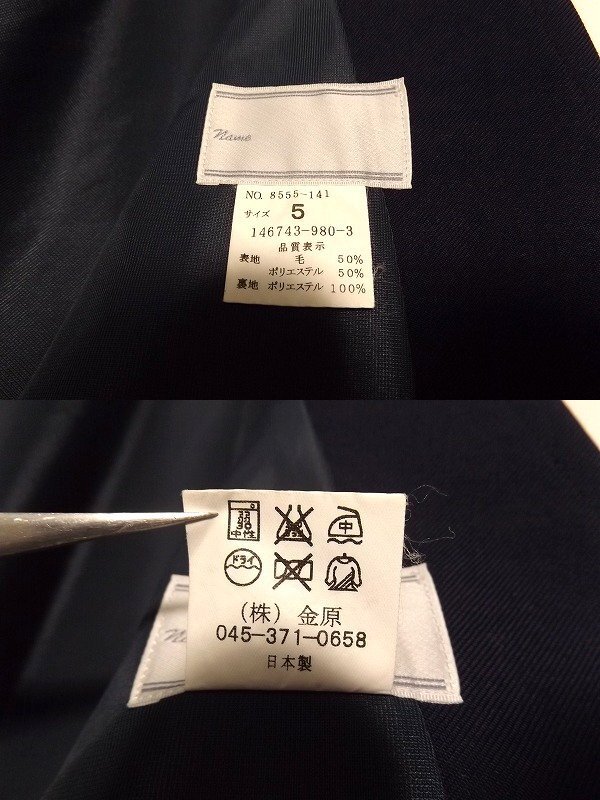 Name
NO. 8555-141
サイズ 5
146743-980-3
品質表示
表地 毛 50%
ポリエステル 50%
裏地 ポリエステル 100%
中性
中
ドライ
(株) 金原
045-371-0658
日本製